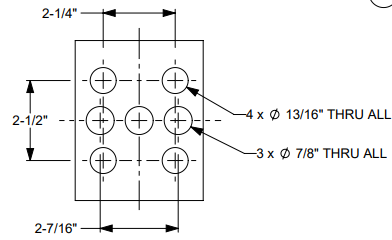 2-1/4"
4 x Ø 13/16" THRU ALL
2-1/2"
3 x Ø 7/8" THRU ALL
2-7/16"